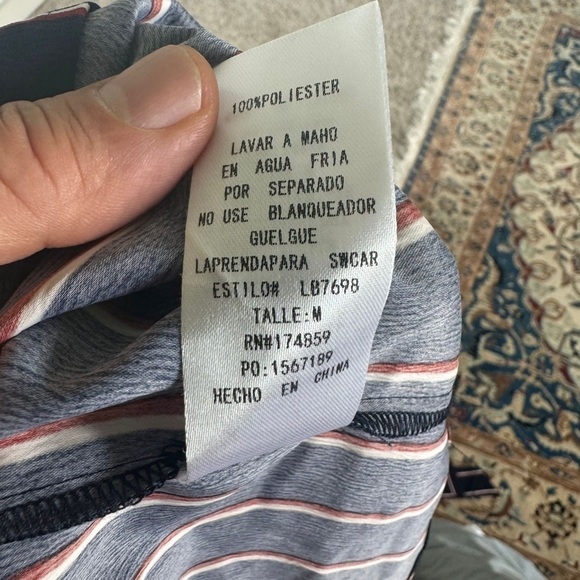 100%POLIESTER
LAVAR A MAHO
EN AGUA FRIA
POR SEPARADO
NO USE BLANQUEADOR
GUELGUE
LAPRENDAPARA SWCAR
ESTILO# LB7698
TALLE:M
RN#174859
PO:1567189
HECHO EN CHINA